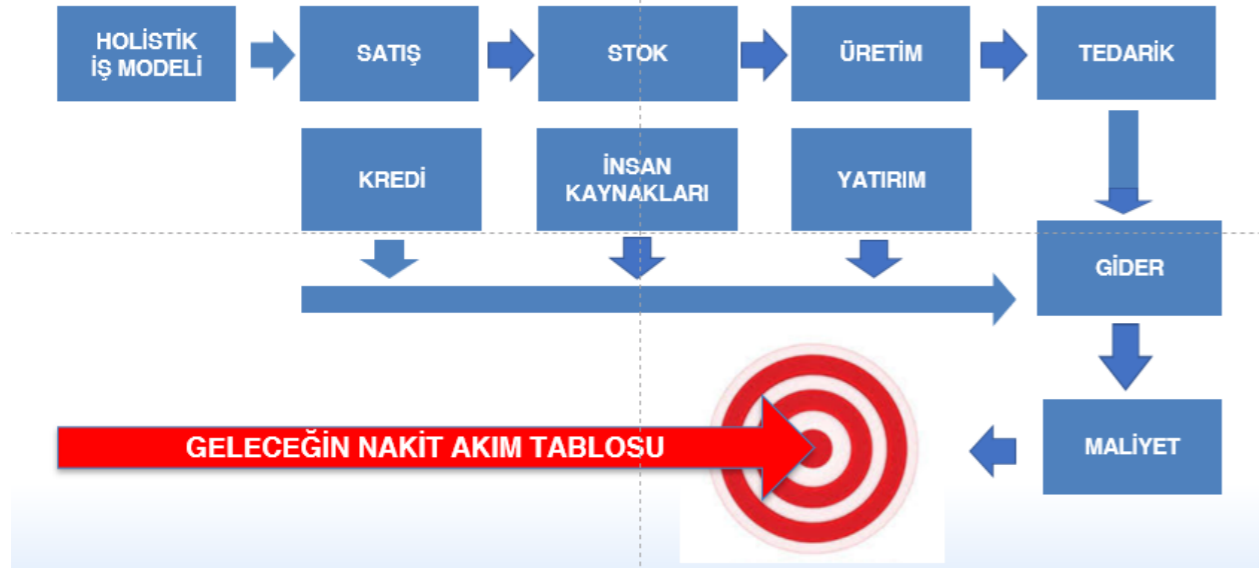 HOLİSTİK
İŞ MODELİ
SATIŞ
STOK
ÜRETİM
TEDARİK
KREDİ
İNSAN
KAYNAKLARI
YATIRIM
GİDER
GELECEĞİN NAKİT AKIM TABLOSU
MALİYET